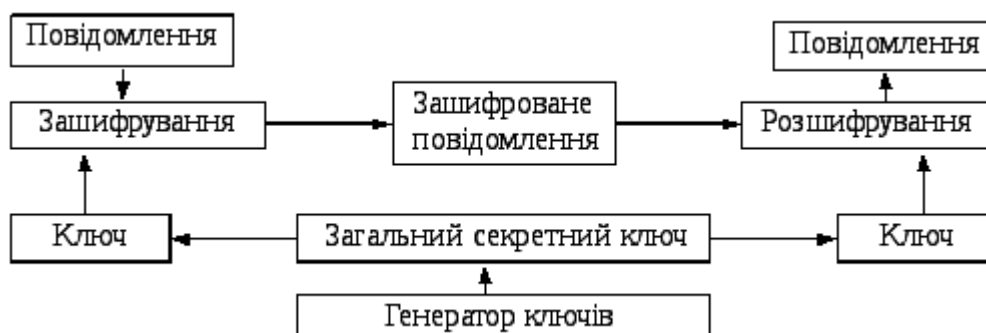 Повідомлення
Повідомлення
Зашифрування
Зашифроване
повідомлення
Розшифрування
Ключ
Загальний секретний ключ
Ключ
Генератор ключів